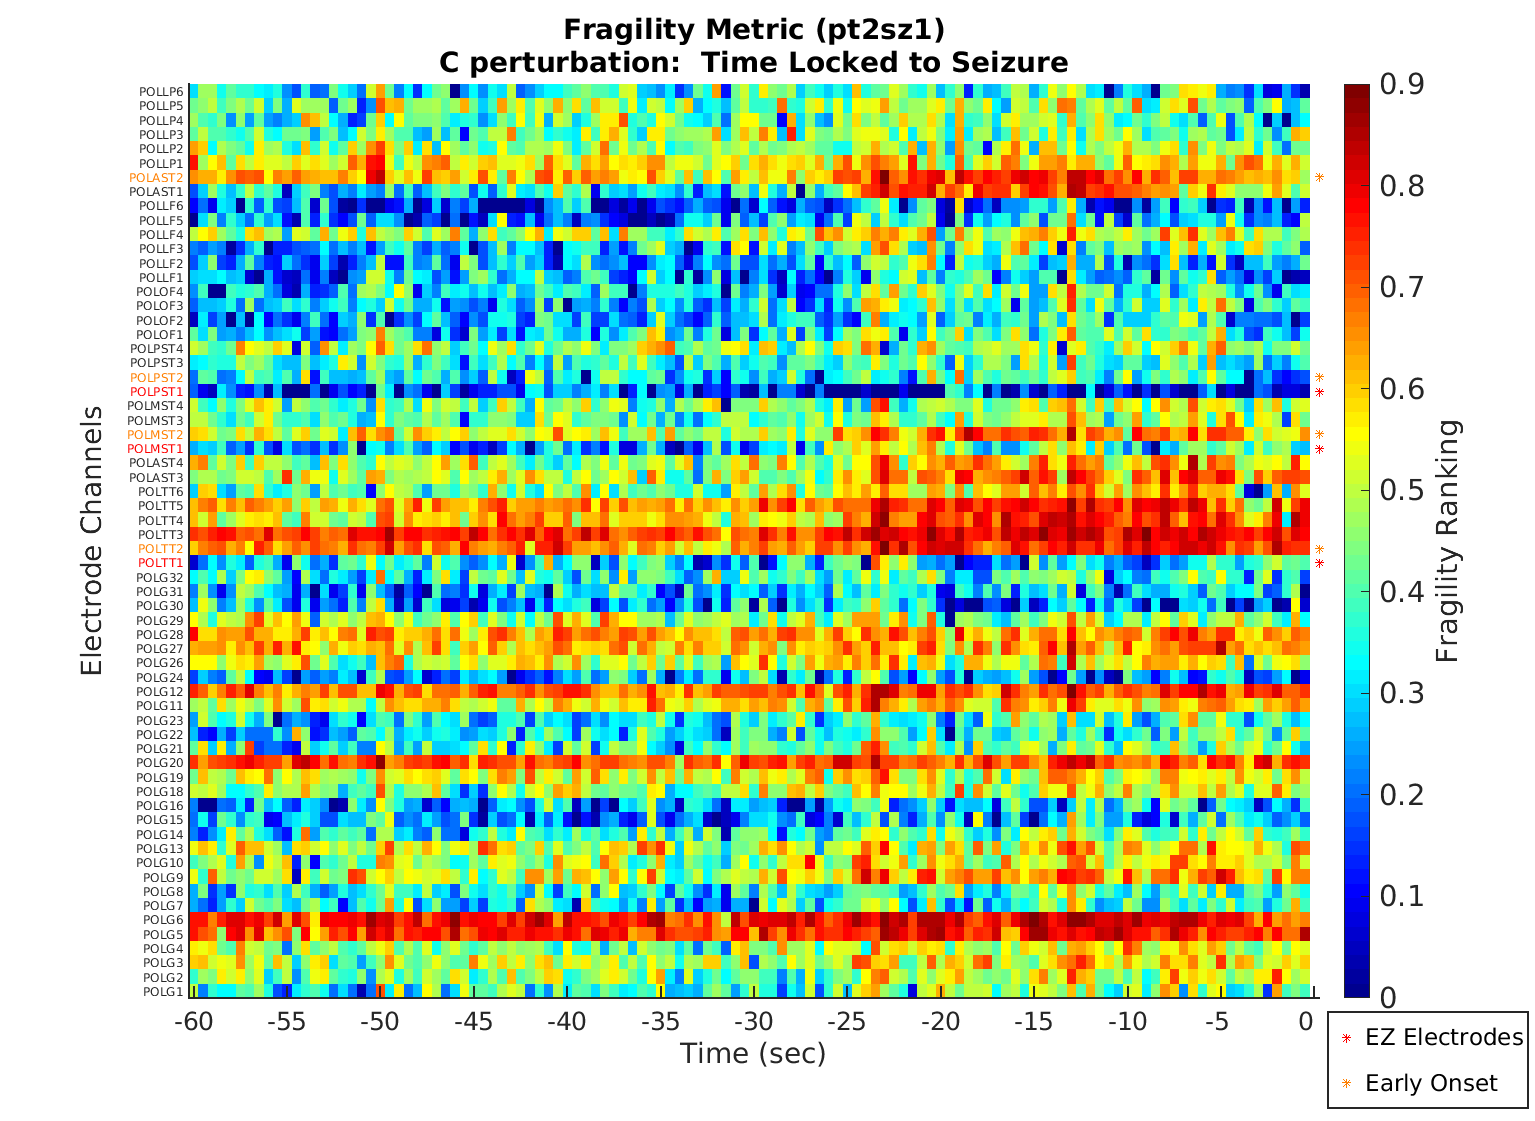 Fragility Metric (pt2sz1)
C perturbation:  Time Locked to Seizure
Electrode Channels
POLLP6
POLLP5
POLLP4
POLLP3
POLLP2
POLLP1
POLAST2
POLAST1
POLLF6
POLLF5
POLLF4
POLLF3
POLLF2
POLLF1
POLOF4
POLOF3
POLOF2
POLOF1
POLPST4
POLPST3
POLPST2
POLPST1
POLMST4
POLMST3
POLMST2
POLMST1
POLAST4
POLAST3
POLTT6
POLTT5
POLTT4
POLTT3
POLTT2
POLTT1
POLG32
POLG31
POLG30
POLG29
POLG28
POLG27
POLG26
POLG24
POLG12
POLG11
POLG23
POLG22
POLG21
POLG20
POLG19
POLG18
POLG16
POLG15
POLG14
POLG13
POLG10
POLG9
POLG8
POLG7
POLG6
POLG5
POLG4
POLG3
POLG2
POLG1
-60 -55 -50 -45 -40 -35 -30 -25 -20 -15 -10 -5 0
Time (sec)
0.9
0.8
0.7
0.6
0.5
0.4
0.3
0.2
0.1
0
Fragility Ranking
EZ Electrodes
Early Onset